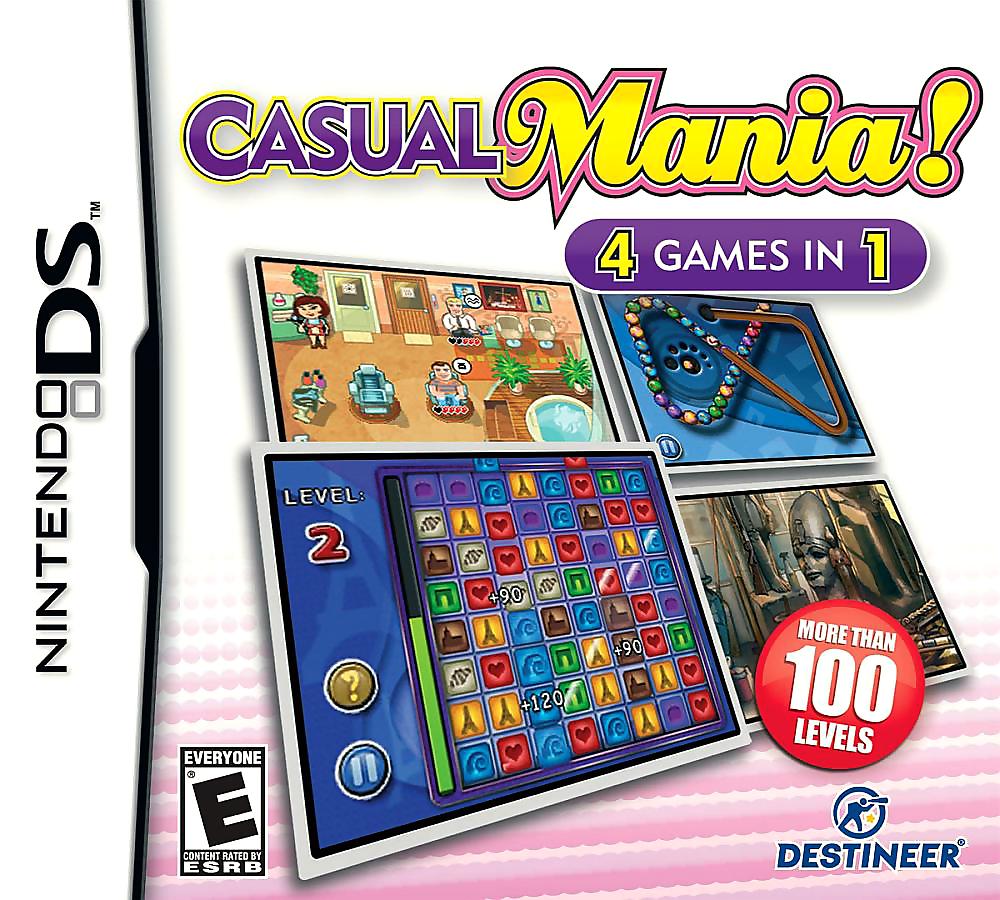 NINTENDO DS™
CASUAL Mania!
4 GAMES IN 1
LEVEL:
2
+90
+90
+120
?
MORE THAN
100
LEVELS
EVERYONE
E®
CONTENT RATED BY
ESRB
DESTINEER®